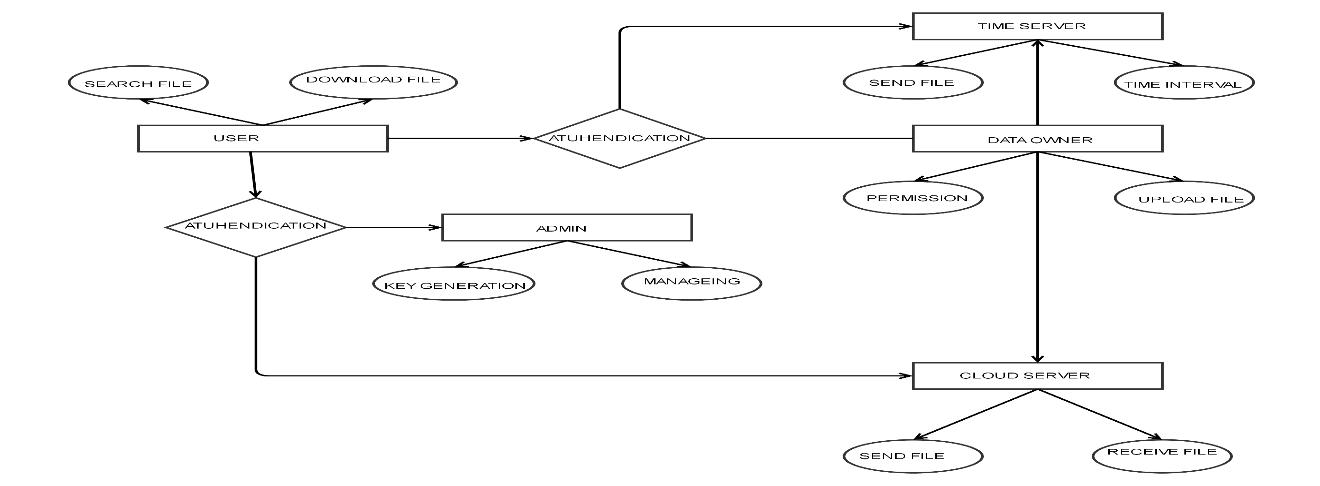 TIME SERVER
SEARCH FILE
DOWNLOAD FILE
SEND FILE
TIME INTERVAL
USER
ATUHENDICATION
DATA OWNER
PERMISSION
UPLOAD FILE
ATUHENDICATION
ADMIN
KEY GENERATION
MANAGEING
CLOUD SERVER
SEND FILE
RECEIVE FILE